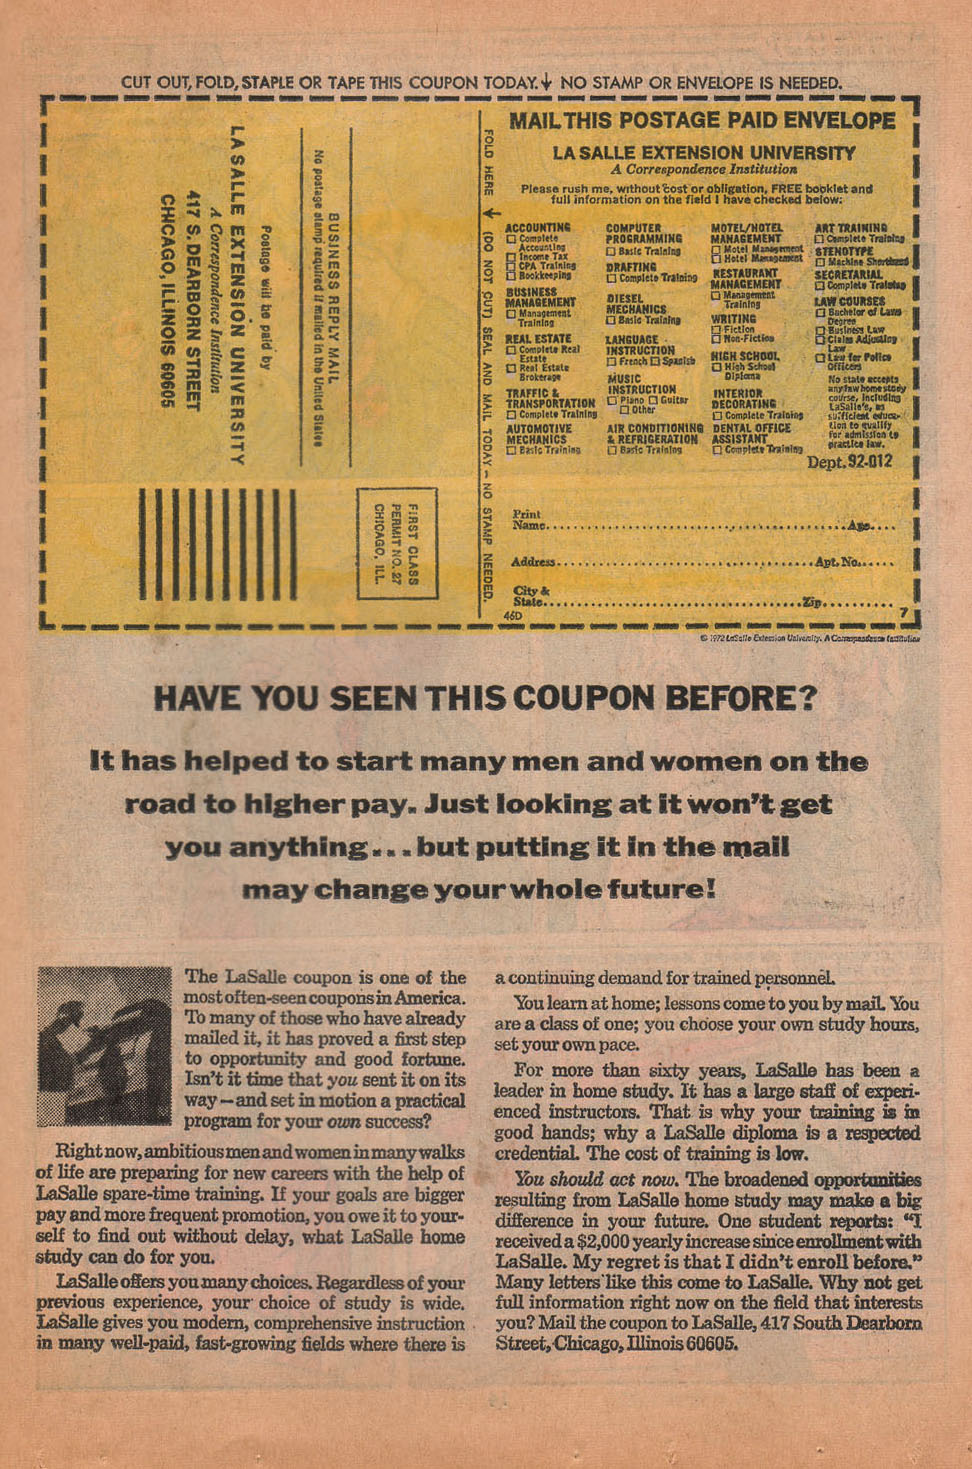 CUT OUT, FOLD, STAPLE OR TAPE THIS COUPON TODAY. NO STAMP OR ENVELOPE IS NEEDED.
BUSINESS REPLY MAIL
No postage stamp required if mailed in the United States
Postage will be paid by
LA SALLE EXTENSION UNIVERSITY
A Correspondence Institution
417 S. DEARBORN STREET
CHICAGO, ILLINOIS 60605
FIRST CLASS
PERMIT NO. 27
CHICAGO, ILL.
FOLD HERE (DO NOT CUT) SEAL AND MAIL TODAY – NO STAMP NEEDED.
MAIL THIS POSTAGE PAID ENVELOPE
LA SALLE EXTENSION UNIVERSITY
A Correspondence Institution
Please rush me, without cost or obligation, FREE booklet and
full information on the field I have checked below:
ACCOUNTING
Complete
Accounting
Income Tax
CPA Training
Bookkeeping
BUSINESS
MANAGEMENT
Management
Training
REAL ESTATE
Complete Real
Estate
Real Estate
Brokerage
TRAFFIC &
TRANSPORTATION
Complete Training
AUTOMOTIVE
MECHANICS
Basic Training
COMPUTER
PROGRAMMING
Basic Training
DRAFTING
Complete Training
DIESEL
MECHANICS
Basic Training
LANGUAGE
INSTRUCTION
French Spanish
MUSIC
INSTRUCTION
Piano Guitar
Other
AIR CONDITIONING
& REFRIGERATION
Basic Training
MOTEL/HOTEL
MANAGEMENT
Motel Management
Hotel Management
RESTAURANT
MANAGEMENT
Management
Training
WRITING
Fiction
Non-Fiction
HIGH SCHOOL
High School
Diploma
INTERIOR
DECORATING
Complete Training
DENTAL OFFICE
ASSISTANT
Complete Training
ART TRAINING
Complete Training
STENOTYPE
Machine Shorthand
SECRETARIAL
Complete Training
LAW COURSES
Bachelor of Laws
Degree
Business Law
Claims Adjusting
Law
Law for Police
Officers
No state accepts
any law home study
course, including
LaSalle's, as
sufficient educa-
tion to qualify
for admission to
practice law.
Dept. 92-012
Print
Name Age
Address Apt. No.
City &
State Zip
46D 7
© 1972 LaSalle Extension University. A Correspondence Institution
HAVE YOU SEEN THIS COUPON BEFORE?
It has helped to start many men and women on the
road to higher pay. Just looking at it won't get
you anything...but putting it in the mail
may change your whole future!
The LaSalle coupon is one of the
most often-seen coupons in America.
To many of those who have already
mailed it, it has proved a first step
to opportunity and good fortune.
Isn't it time that you sent it on its
way—and set in motion a practical
program for your own success?
Right now, ambitious men and women in many walks
of life are preparing for new careers with the help of
LaSalle spare-time training. If your goals are bigger
pay and more frequent promotion, you owe it to your-
self to find out without delay, what LaSalle home
study can do for you.
LaSalle offers you many choices. Regardless of your
previous experience, your choice of study is wide.
LaSalle gives you modern, comprehensive instruction
in many well-paid, fast-growing fields where there is
a continuing demand for trained personnel.
You learn at home; lessons come to you by mail. You
are a class of one; you choose your own study hours,
set your own pace.
For more than sixty years, LaSalle has been a
leader in home study. It has a large staff of experi-
enced instructors. That is why your training is in
good hands; why a LaSalle diploma is a respected
credential. The cost of training is low.
You should act now. The broadened opportunities
resulting from LaSalle home study may make a big
difference in your future. One student reports: "I
received a $2,000 yearly increase since enrollment with
LaSalle. My regret is that I didn't enroll before."
Many letters like this come to LaSalle. Why not get
full information right now on the field that interests
you? Mail the coupon to LaSalle, 417 South Dearborn
Street, Chicago, Illinois 60605.